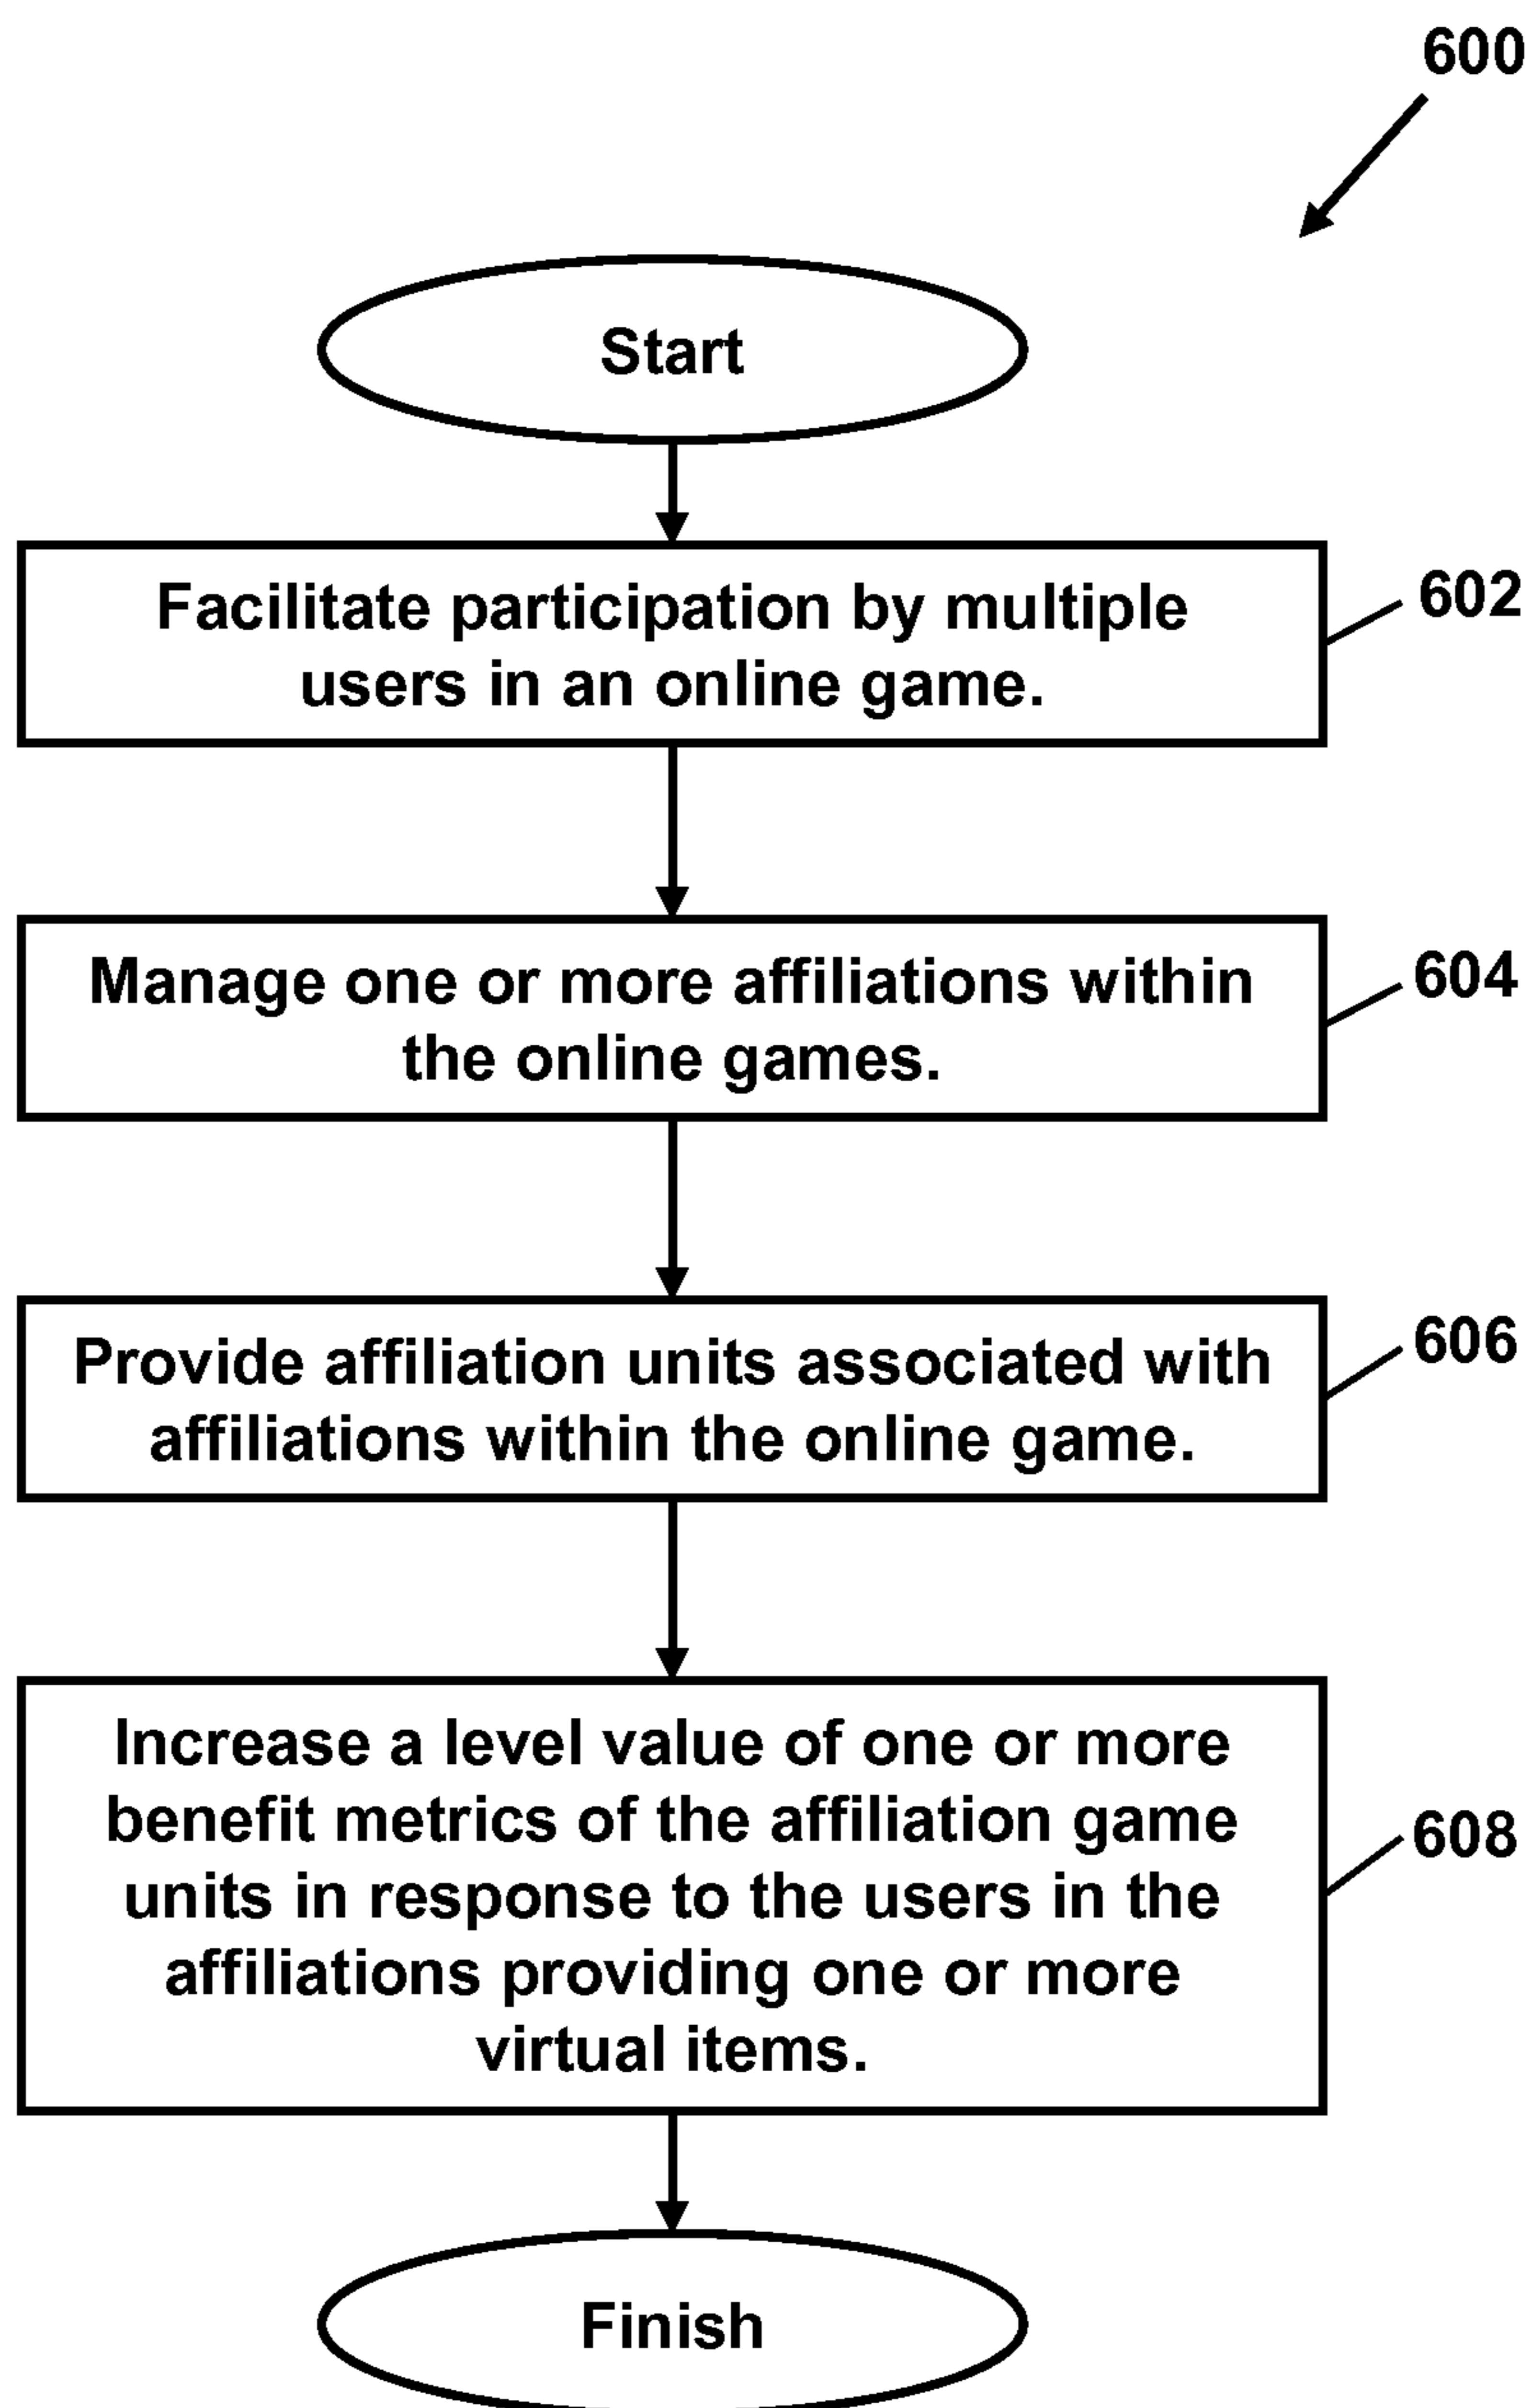 600
Start
Facilitate participation by multiple
users in an online game.
602
Manage one or more affiliations within
the online games.
604
Provide affiliation units associated with
affiliations within the online game.
606
Increase a level value of one or more
benefit metrics of the affiliation game
units in response to the users in the
affiliations providing one or more
virtual items.
608
Finish